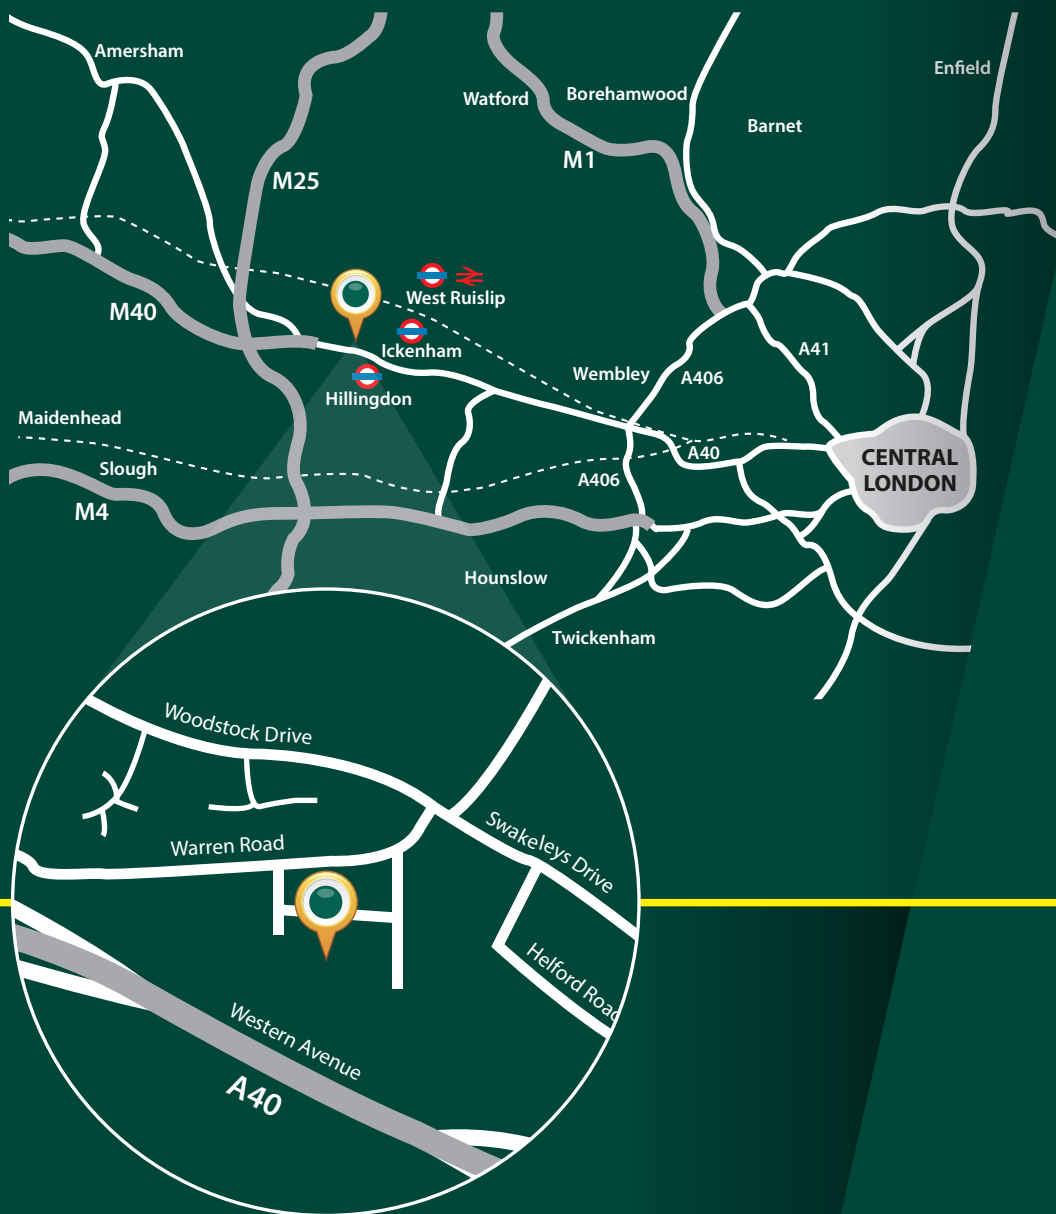 Amersham
Enfield
Watford
Borehamwood
Barnet
M1
M25
West Ruislip
M40
Ickenham
A41
Wembley
A406
Hillingdon
Maidenhead
A40
CENTRAL
LONDON
Slough
A406
M4
Hounslow
Twickenham
Woodstock Drive
Swakeleys Drive
Warren Road
Helford Road
Western Avenue
A40